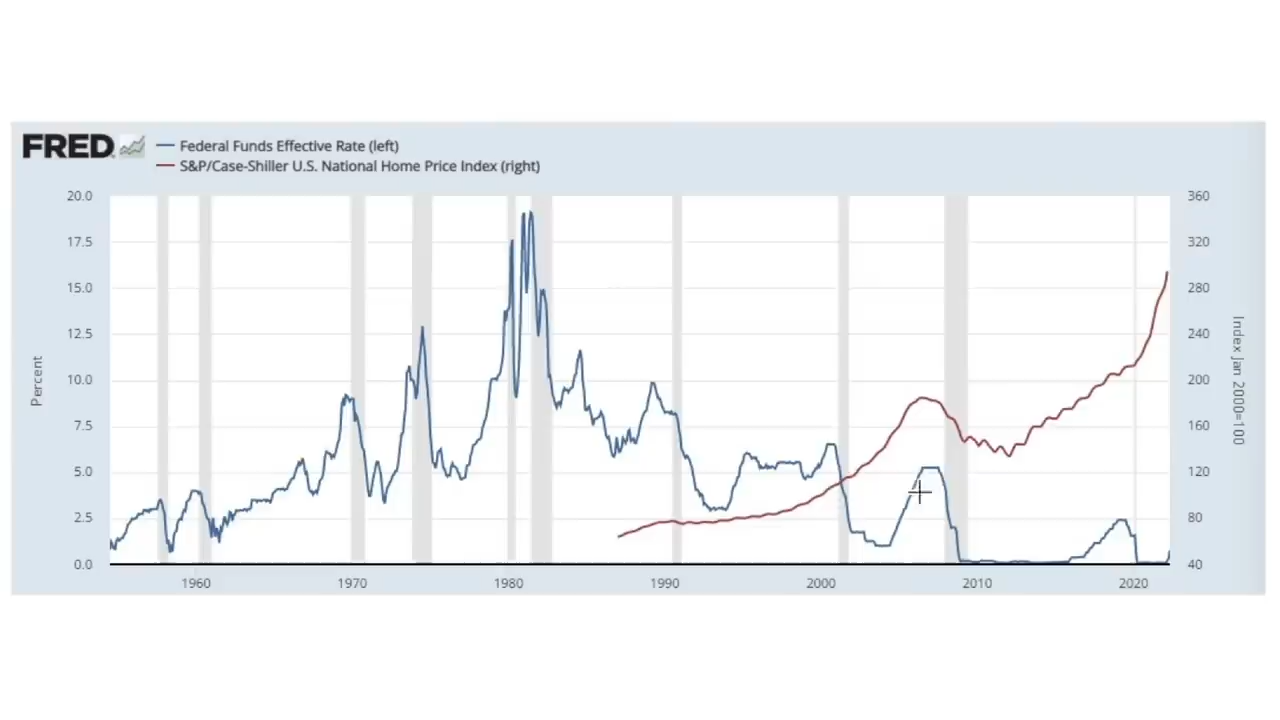 FRED
Federal Funds Effective Rate (left)
S&P/Case-Shiller U.S. National Home Price Index (right)
20.0 360
17.5 320
15.0 280
12.5 240
10.0 200
7.5 160
5.0 120
2.5 80
0.0 40
Percent
Index Jan 2000=100
1960 1970 1980 1990 2000 2010 2020